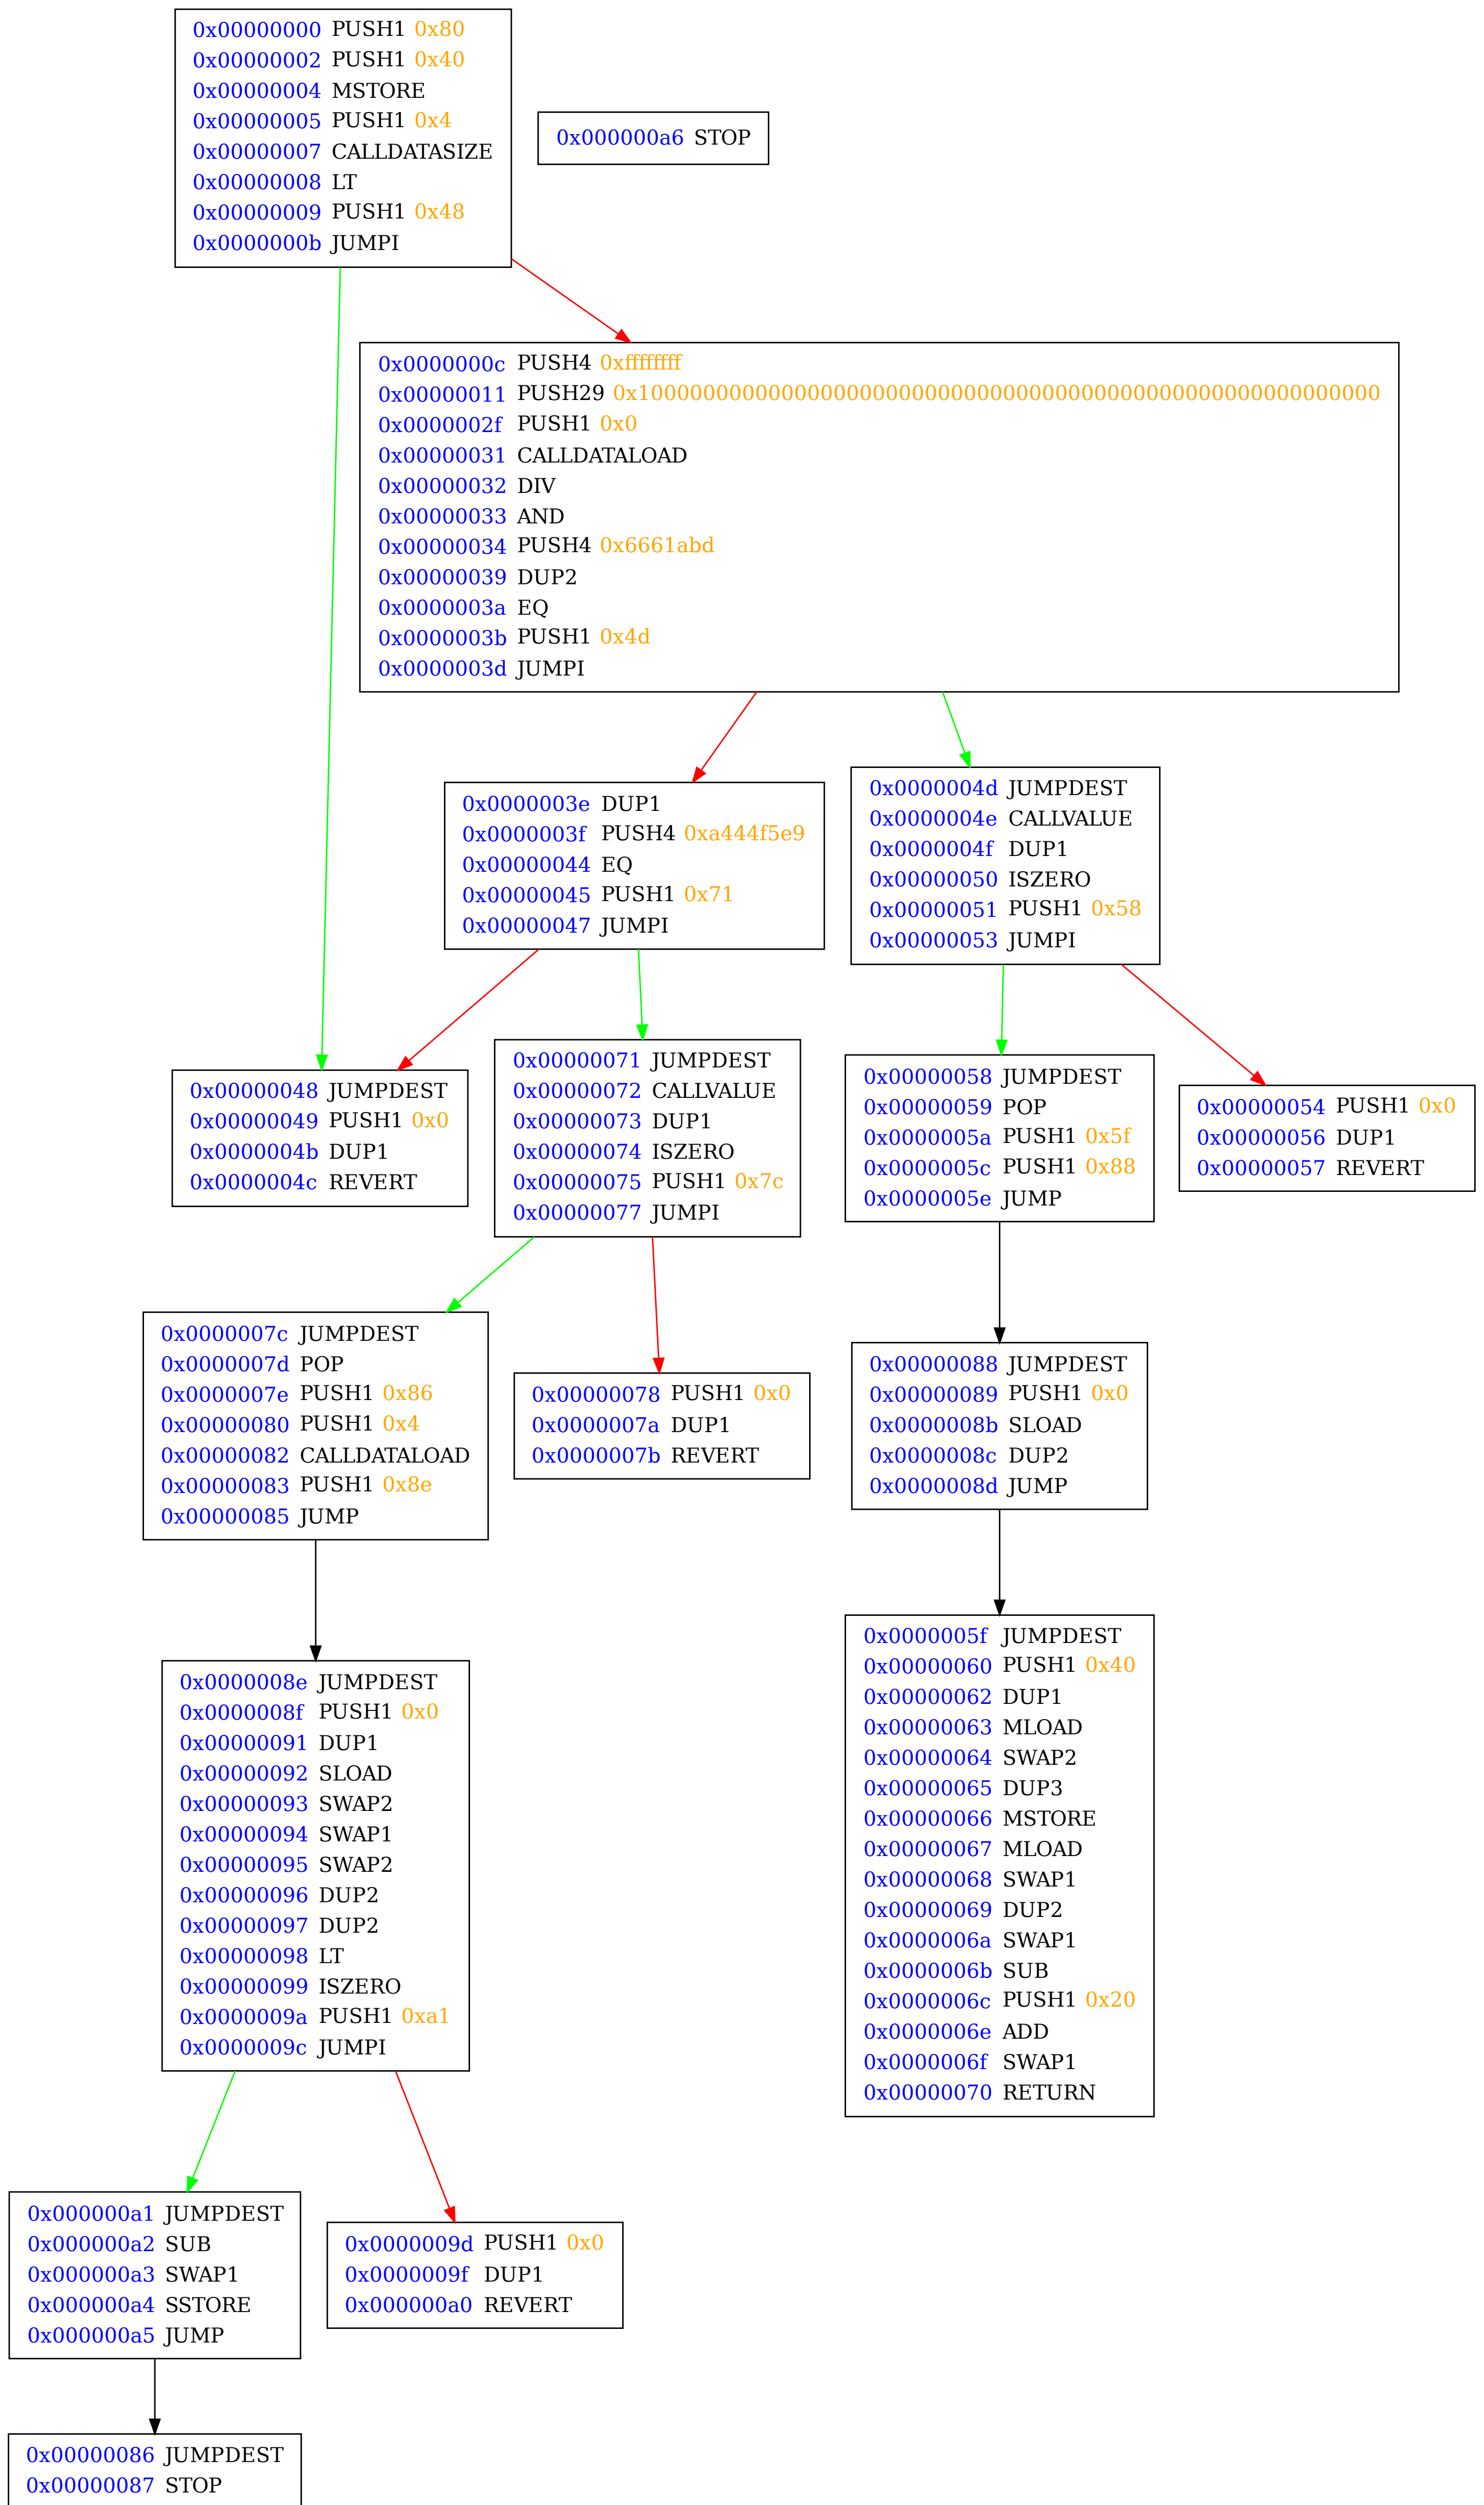 0x00000000 PUSH1 0x80
0x00000002 PUSH1 0x40
0x00000004 MSTORE
0x00000005 PUSH1 0x4
0x00000007 CALLDATASIZE
0x00000008 LT
0x00000009 PUSH1 0x48
0x0000000b JUMPI
0x000000a6 STOP
0x0000000c PUSH4 0xffffffff
0x00000011 PUSH29 0x100000000000000000000000000000000000000000000000000000000
0x0000002f PUSH1 0x0
0x00000031 CALLDATALOAD
0x00000032 DIV
0x00000033 AND
0x00000034 PUSH4 0x6661abd
0x00000039 DUP2
0x0000003a EQ
0x0000003b PUSH1 0x4d
0x0000003d JUMPI
0x0000003e DUP1
0x0000003f PUSH4 0xa444f5e9
0x00000044 EQ
0x00000045 PUSH1 0x71
0x00000047 JUMPI
0x0000004d JUMPDEST
0x0000004e CALLVALUE
0x0000004f DUP1
0x00000050 ISZERO
0x00000051 PUSH1 0x58
0x00000053 JUMPI
0x00000048 JUMPDEST
0x00000049 PUSH1 0x0
0x0000004b DUP1
0x0000004c REVERT
0x00000071 JUMPDEST
0x00000072 CALLVALUE
0x00000073 DUP1
0x00000074 ISZERO
0x00000075 PUSH1 0x7c
0x00000077 JUMPI
0x00000058 JUMPDEST
0x00000059 POP
0x0000005a PUSH1 0x5f
0x0000005c PUSH1 0x88
0x0000005e JUMP
0x00000054 PUSH1 0x0
0x00000056 DUP1
0x00000057 REVERT
0x0000007c JUMPDEST
0x0000007d POP
0x0000007e PUSH1 0x86
0x00000080 PUSH1 0x4
0x00000082 CALLDATALOAD
0x00000083 PUSH1 0x8e
0x00000085 JUMP
0x00000078 PUSH1 0x0
0x0000007a DUP1
0x0000007b REVERT
0x00000088 JUMPDEST
0x00000089 PUSH1 0x0
0x0000008b SLOAD
0x0000008c DUP2
0x0000008d JUMP
0x0000008e JUMPDEST
0x0000008f PUSH1 0x0
0x00000091 DUP1
0x00000092 SLOAD
0x00000093 SWAP2
0x00000094 SWAP1
0x00000095 SWAP2
0x00000096 DUP2
0x00000097 DUP2
0x00000098 LT
0x00000099 ISZERO
0x0000009a PUSH1 0xa1
0x0000009c JUMPI
0x0000005f JUMPDEST
0x00000060 PUSH1 0x40
0x00000062 DUP1
0x00000063 MLOAD
0x00000064 SWAP2
0x00000065 DUP3
0x00000066 MSTORE
0x00000067 MLOAD
0x00000068 SWAP1
0x00000069 DUP2
0x0000006a SWAP1
0x0000006b SUB
0x0000006c PUSH1 0x20
0x0000006e ADD
0x0000006f SWAP1
0x00000070 RETURN
0x000000a1 JUMPDEST
0x000000a2 SUB
0x000000a3 SWAP1
0x000000a4 SSTORE
0x000000a5 JUMP
0x0000009d PUSH1 0x0
0x0000009f DUP1
0x000000a0 REVERT
0x00000086 JUMPDEST
0x00000087 STOP